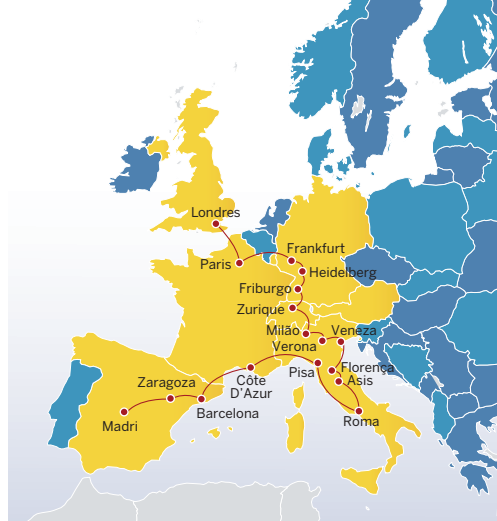 Londres
Paris
Frankfurt
Heidelberg
Friburgo
Zurique
Milão
Veneza
Verona
Pisa
Florença
Asis
Côte
D'Azur
Zaragoza
Barcelona
Madri
Roma